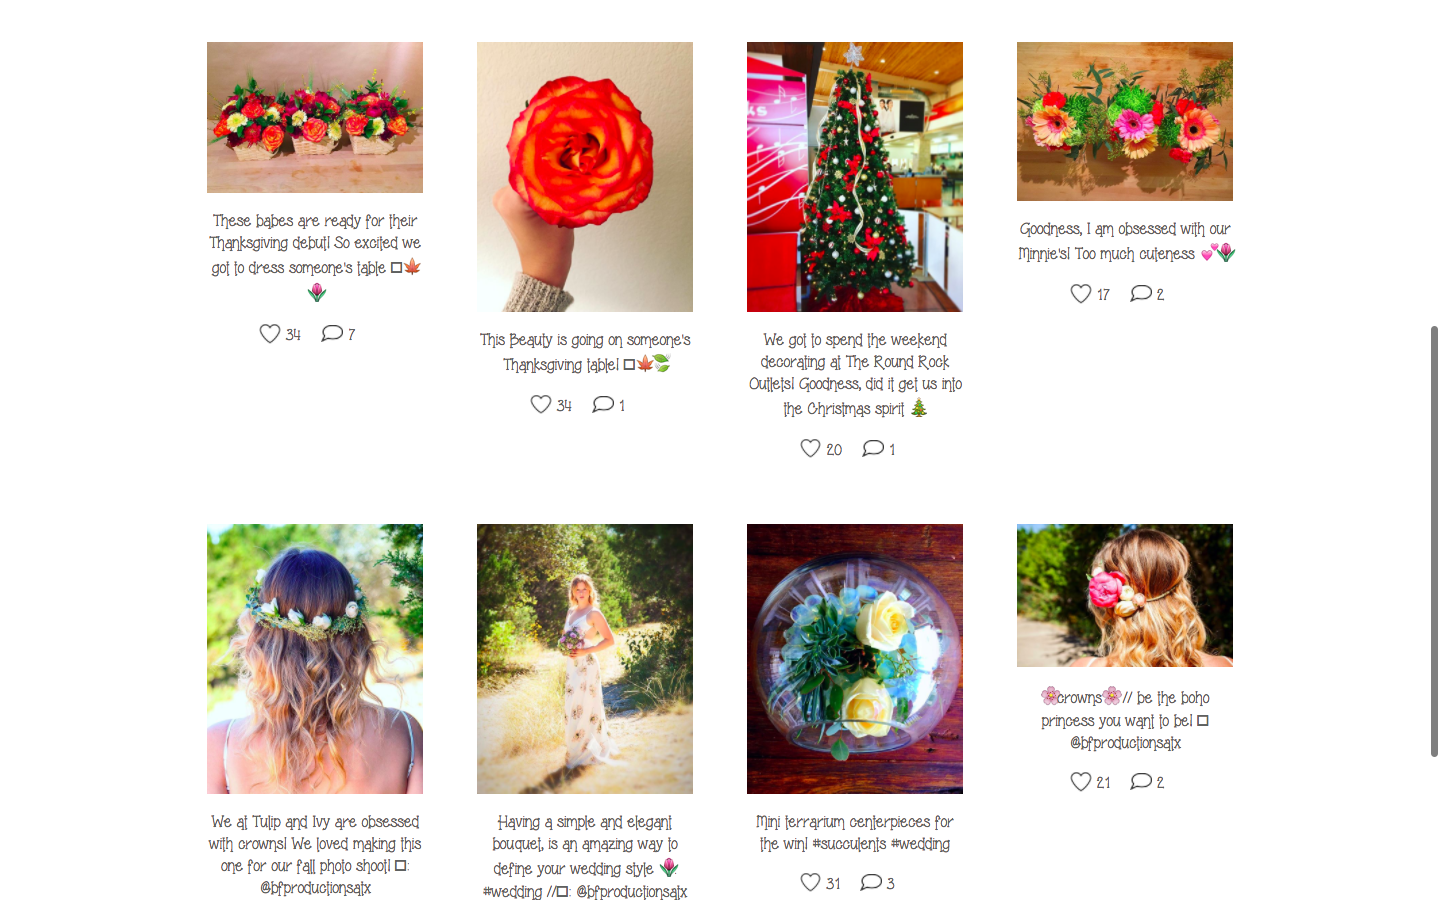 These babes are ready for their
Thanksgiving debut! So excited we
got to dress someone's table □🍁
🌷
34 7
This Beauty is going on someone's
Thanksgiving table! □🍁🌿
34 1
We got to spend the weekend
decorating at The Round Rock
Outlets! Goodness, did it get us into
the Christmas spirit 🎄
20 1
Goodness, I am obsessed with our
Minnie's! Too much cuteness 💕🌷
17 2
We at Tulip and Ivy are obsessed
with crowns! We loved making this
one for our fall photo shoot! □:
@bfproductionsatx
Having a simple and elegant
bouquet, is an amazing way to
define your wedding style 🌷
#wedding //□: @bfproductionsatx
Mini terrarium centerpieces for
the win! #succulents #wedding
31 3
🌸crowns🌸// be the boho
princess you want to be! □
@bfproductionsatx
21 2